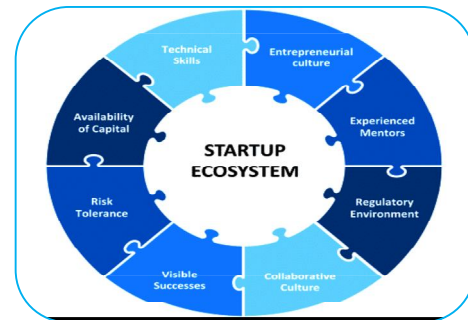 Technical
Skills
Entrepreneurial
culture
Availability
of Capital
Experienced
Mentors
STARTUP
ECOSYSTEM
Risk
Tolerance
Regulatory
Environment
Visible
Successes
Collaborative
Culture